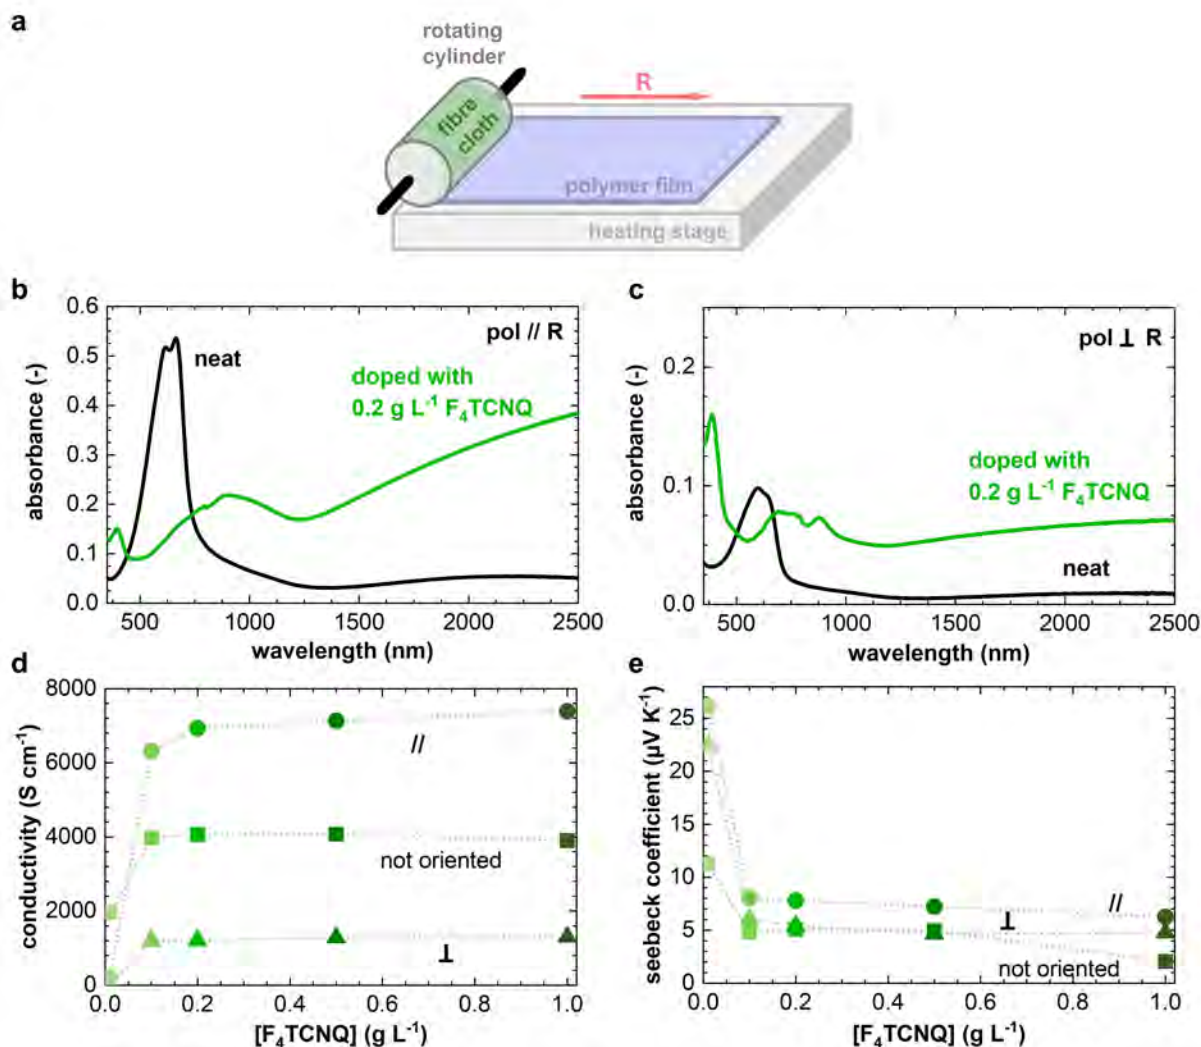 a
rotating
cylinder
R
fibre
cloth
polymer film
heating stage
b
0.6
0.5
0.4
0.3
0.2
0.1
0.0
absorbance (-)
pol // R
neat
doped with
0.2 g L⁻¹ F₄TCNQ
500
1000
1500
2000
2500
wavelength (nm)
c
0.2
0.1
0.0
absorbance (-)
pol ⊥ R
doped with
0.2 g L⁻¹ F₄TCNQ
neat
500
1000
1500
2000
2500
wavelength (nm)
d
8000
6000
4000
2000
0
conductivity (S cm⁻¹)
//
not oriented
⊥
0.0
0.2
0.4
0.6
0.8
1.0
[F₄TCNQ] (g L⁻¹)
e
25
20
15
10
5
0
seebeck coefficient (µV K⁻¹)
//
⊥
not oriented
0.0
0.2
0.4
0.6
0.8
1.0
[F₄TCNQ] (g L⁻¹)